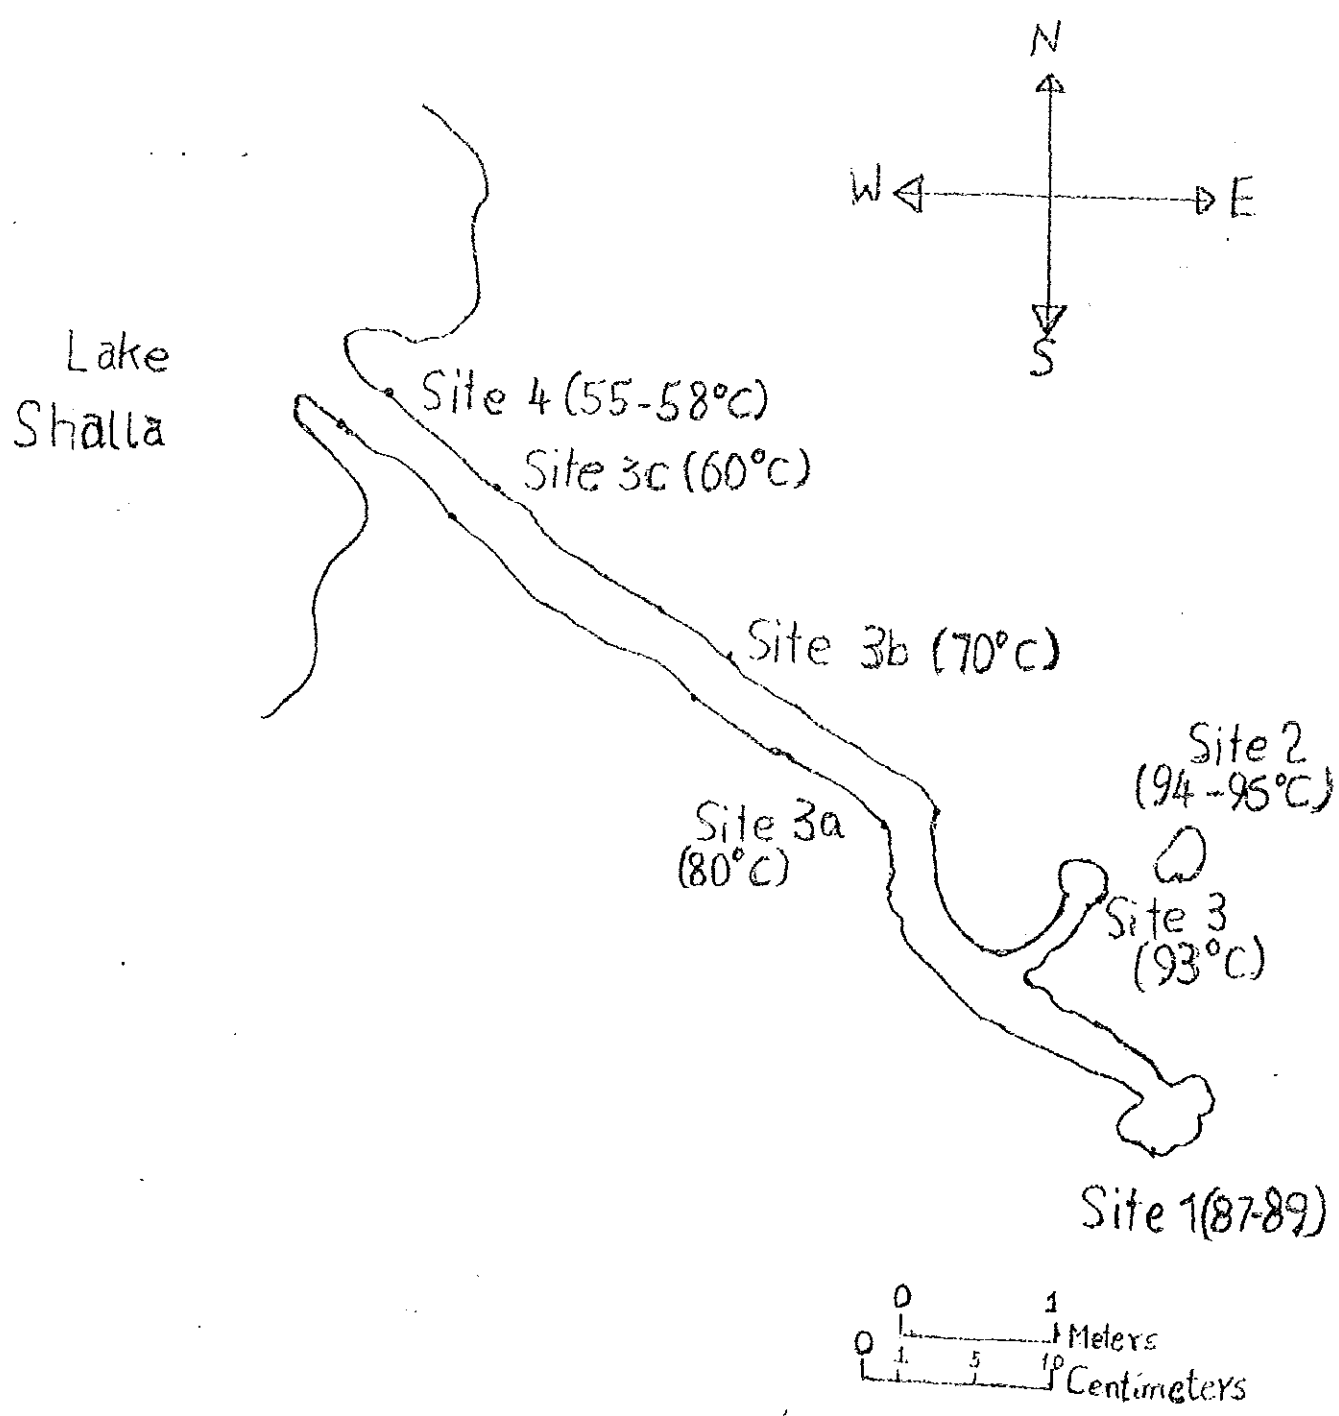 N
W E
S
Lake
Shalla
Site 4 (55-58°C)
Site 3c (60°C)
Site 3b (70°C)
Site 2
(94-95°C)
Site 3a
(80°C)
Site 3
(93°C)
Site 1(87-89)
0 1
Meters
0 1 5 10
Centimeters